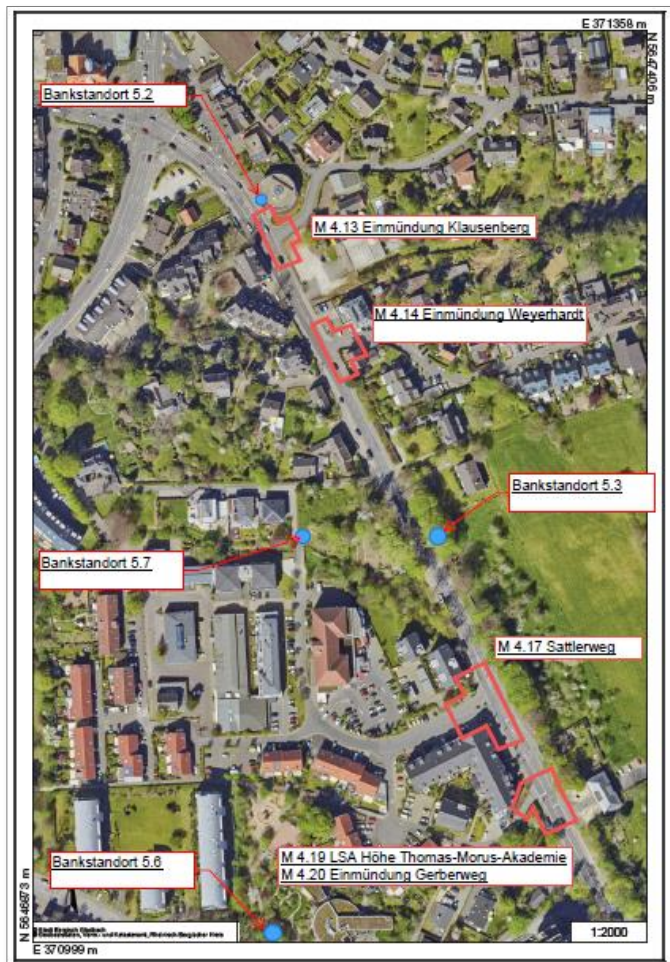 E 371358 m
N 5647406 m
Bankstandort 5.2
M 4.13 Einmündung Klausenberg
M 4.14 Einmündung Weyerhardt
Bankstandort 5.3
Bankstandort 5.7
M 4.17 Sattlerweg
M 4.19 LSA Höhe Thomas-Morus-Akademie
M 4.20 Einmündung Gerberweg
Bankstandort 5.6
N 5646873 m
1:2000
E 370999 m